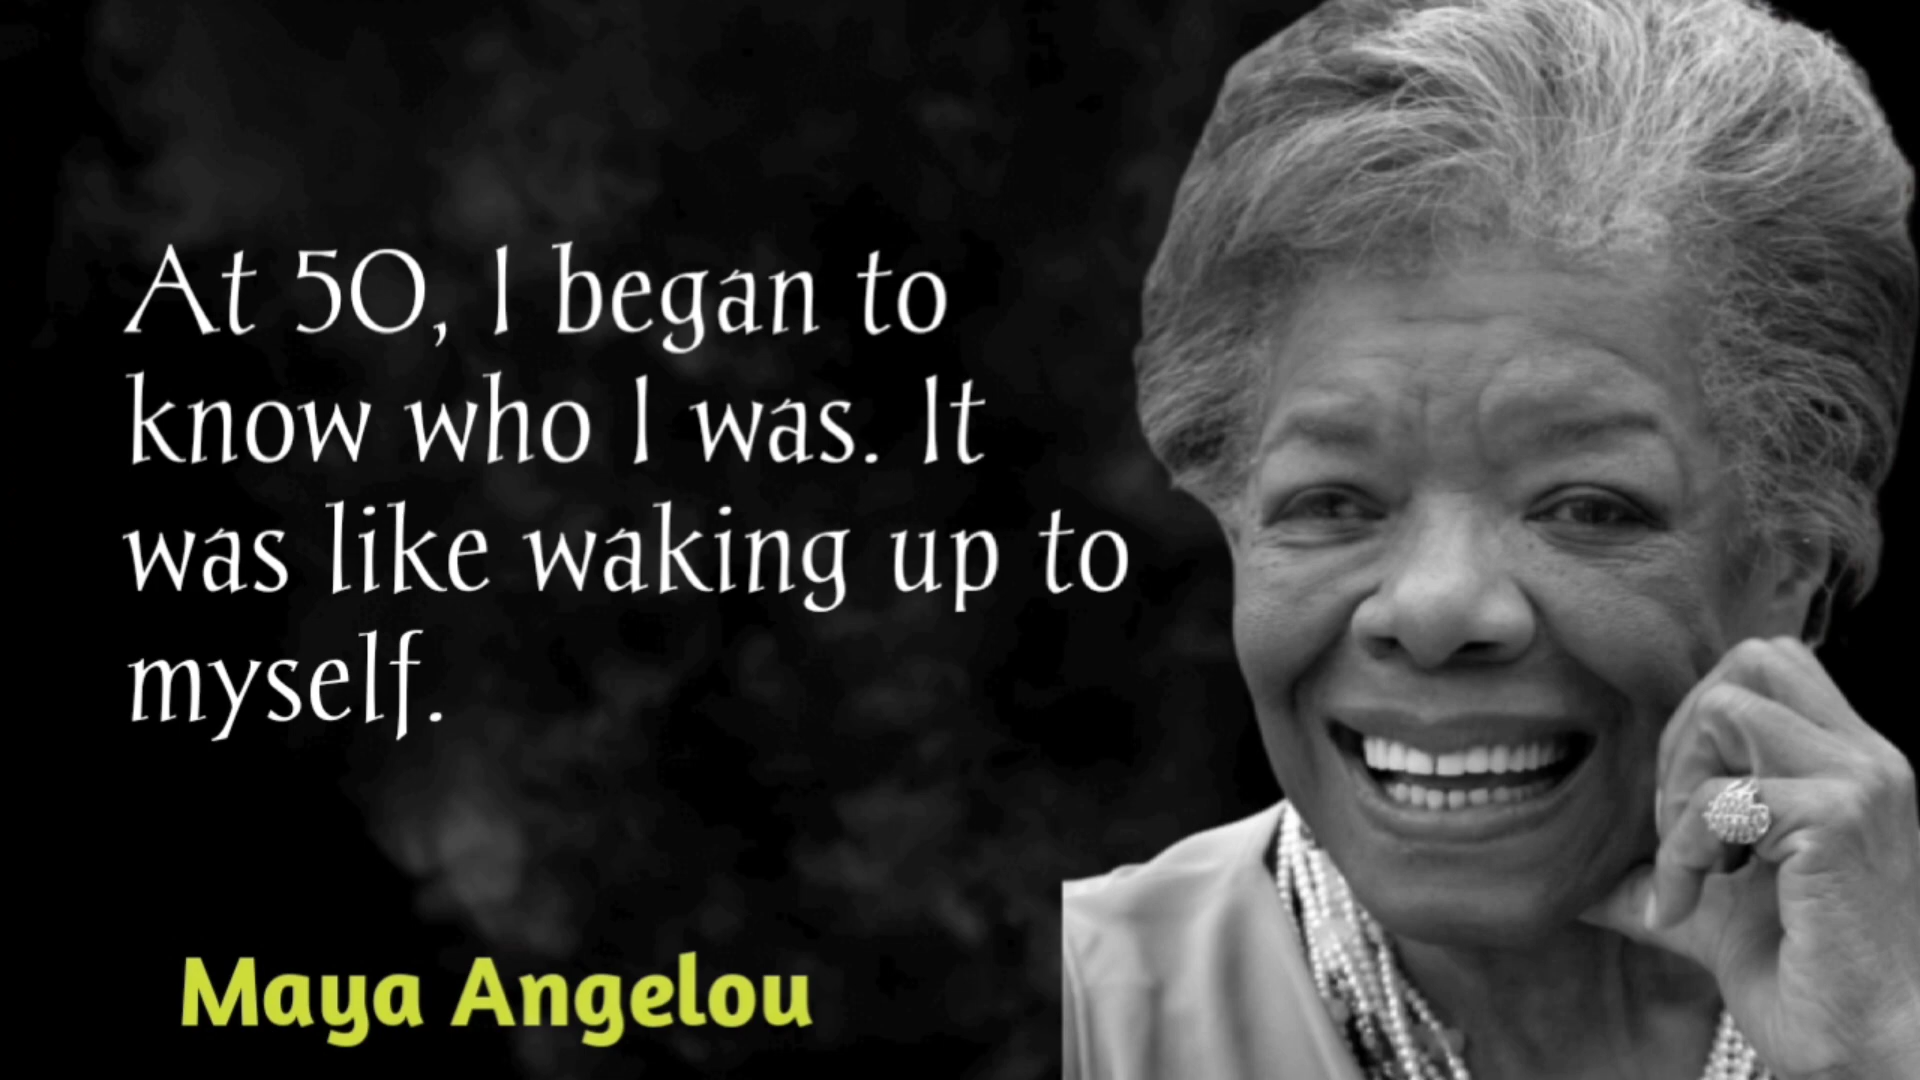 At 50, I began to
know who I was. It
was like waking up to
myself.
Maya Angelou